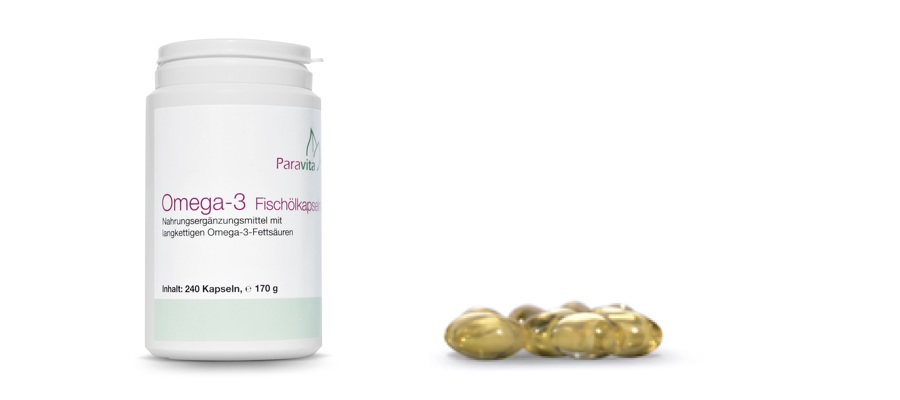 Paravita
Omega-3 Fischölkapsel
Nahrungsergänzungsmittel mit
langkettigen Omega-3-Fettsäuren
Inhalt: 240 Kapseln, ℮ 170 g